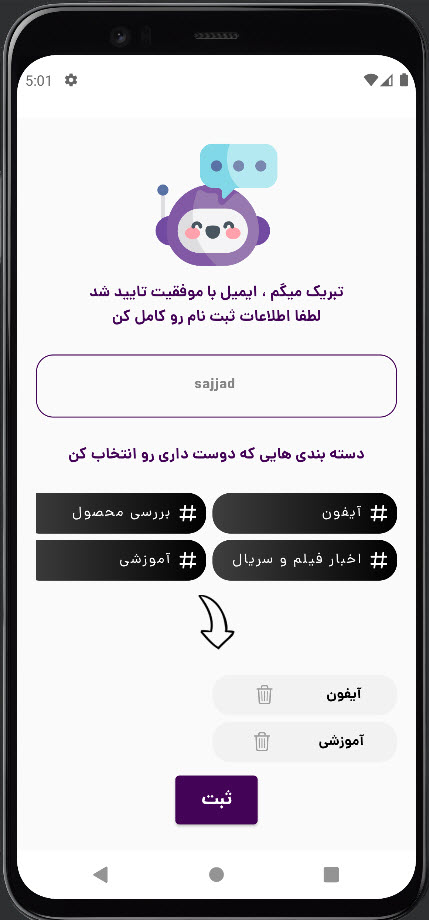 5:01
تبریک میگم ، ایمیل با موفقیت تایید شد
لطفا اطلاعات ثبت نام رو کامل کن
sajjad
دسته بندی هایی که دوست داری رو انتخاب کن
# آیفون
# بررسی محصول
# اخبار فیلم و سریال
# آموزشی
آیفون
آموزشی
ثبت